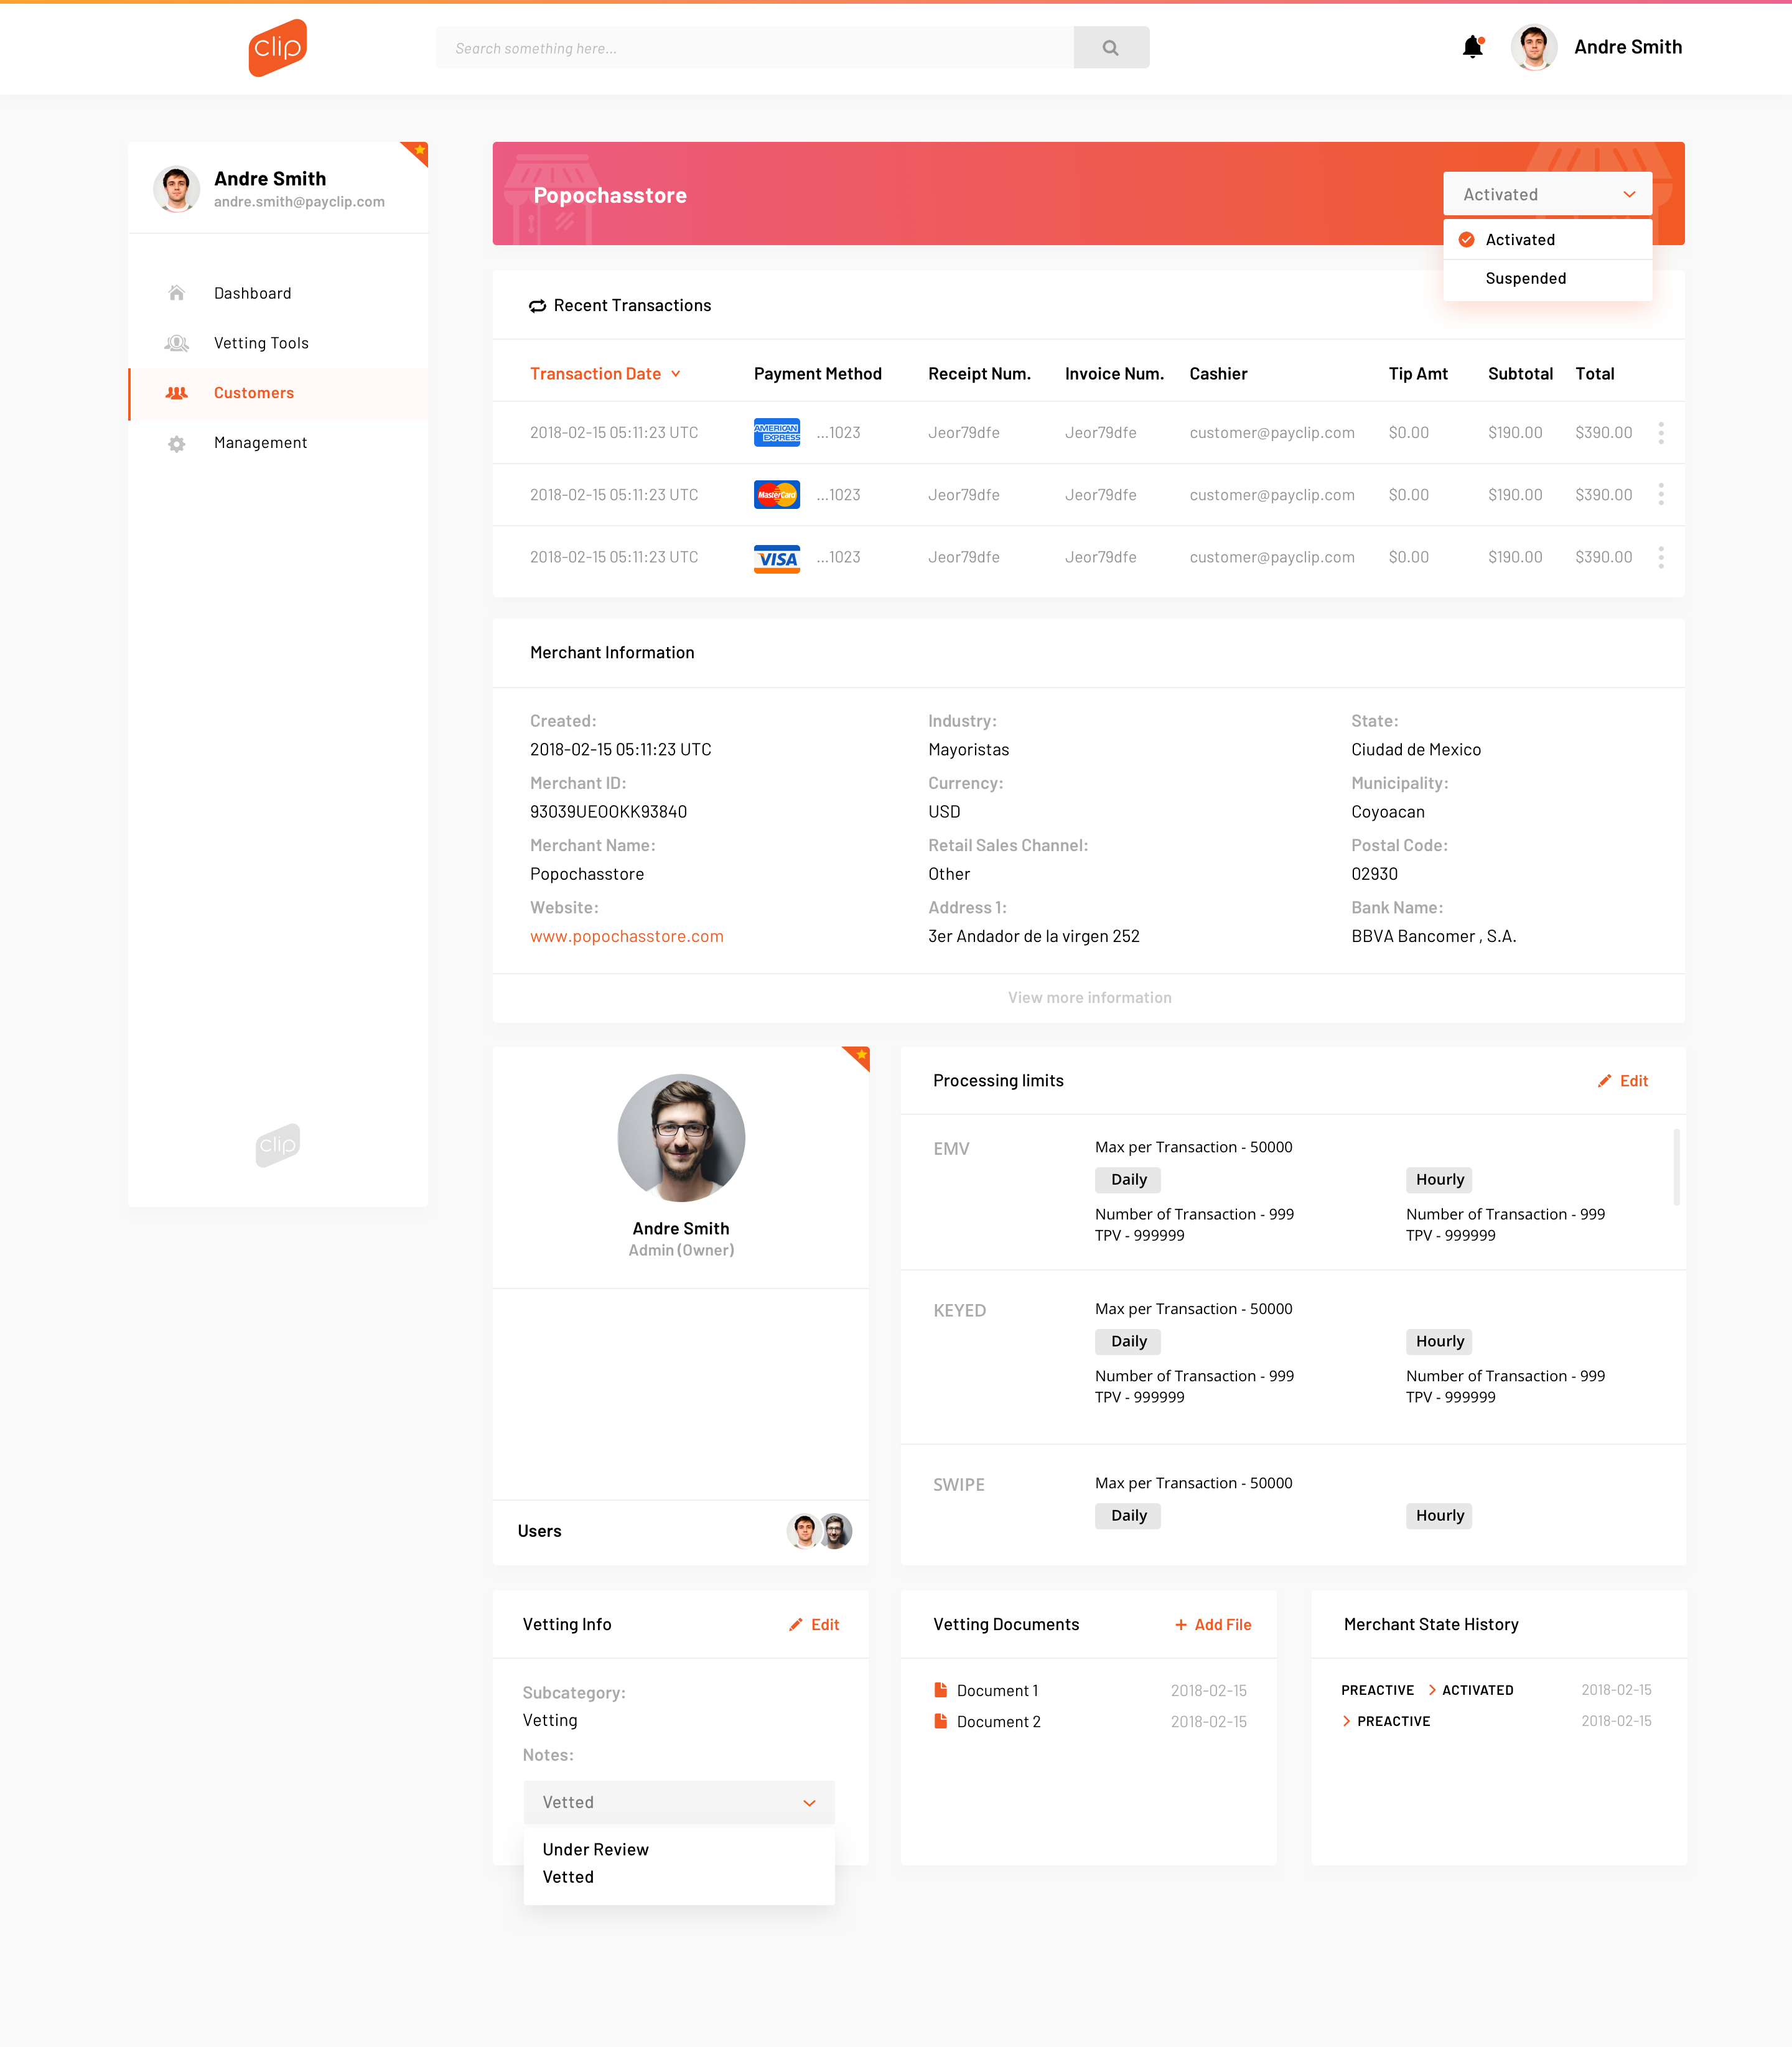 clip
Search something here...
Andre Smith
Andre Smith
andre.smith@payclip.com
Dashboard
Vetting Tools
Customers
Management
clip
Popochasstore
Activated
Activated
Suspended
Recent Transactions
Transaction Date Payment Method Receipt Num. Invoice Num. Cashier Tip Amt Subtotal Total
2018-02-15 05:11:23 UTC AMERICAN EXPRESS ...1023 Jeor79dfe Jeor79dfe customer@payclip.com $0.00 $190.00 $390.00
2018-02-15 05:11:23 UTC MasterCard ...1023 Jeor79dfe Jeor79dfe customer@payclip.com $0.00 $190.00 $390.00
2018-02-15 05:11:23 UTC VISA ...1023 Jeor79dfe Jeor79dfe customer@payclip.com $0.00 $190.00 $390.00
Merchant Information
Created: Industry: State:
2018-02-15 05:11:23 UTC Mayoristas Ciudad de Mexico
Merchant ID: Currency: Municipality:
93039UEOOKK93840 USD Coyoacan
Merchant Name: Retail Sales Channel: Postal Code:
Popochasstore Other 02930
Website: Address 1: Bank Name:
www.popochasstore.com 3er Andador de la virgen 252 BBVA Bancomer , S.A.
View more information
Andre Smith
Admin (Owner)
Users
Processing limits Edit
EMV Max per Transaction - 50000
Daily Hourly
Number of Transaction - 999 Number of Transaction - 999
TPV - 999999 TPV - 999999
KEYED Max per Transaction - 50000
Daily Hourly
Number of Transaction - 999 Number of Transaction - 999
TPV - 999999 TPV - 999999
SWIPE Max per Transaction - 50000
Daily Hourly
Vetting Info Edit
Subcategory:
Vetting
Notes:
Vetted
Under Review
Vetted
Vetting Documents + Add File
Document 1 2018-02-15
Document 2 2018-02-15
Merchant State History
PREACTIVE > ACTIVATED 2018-02-15
> PREACTIVE 2018-02-15